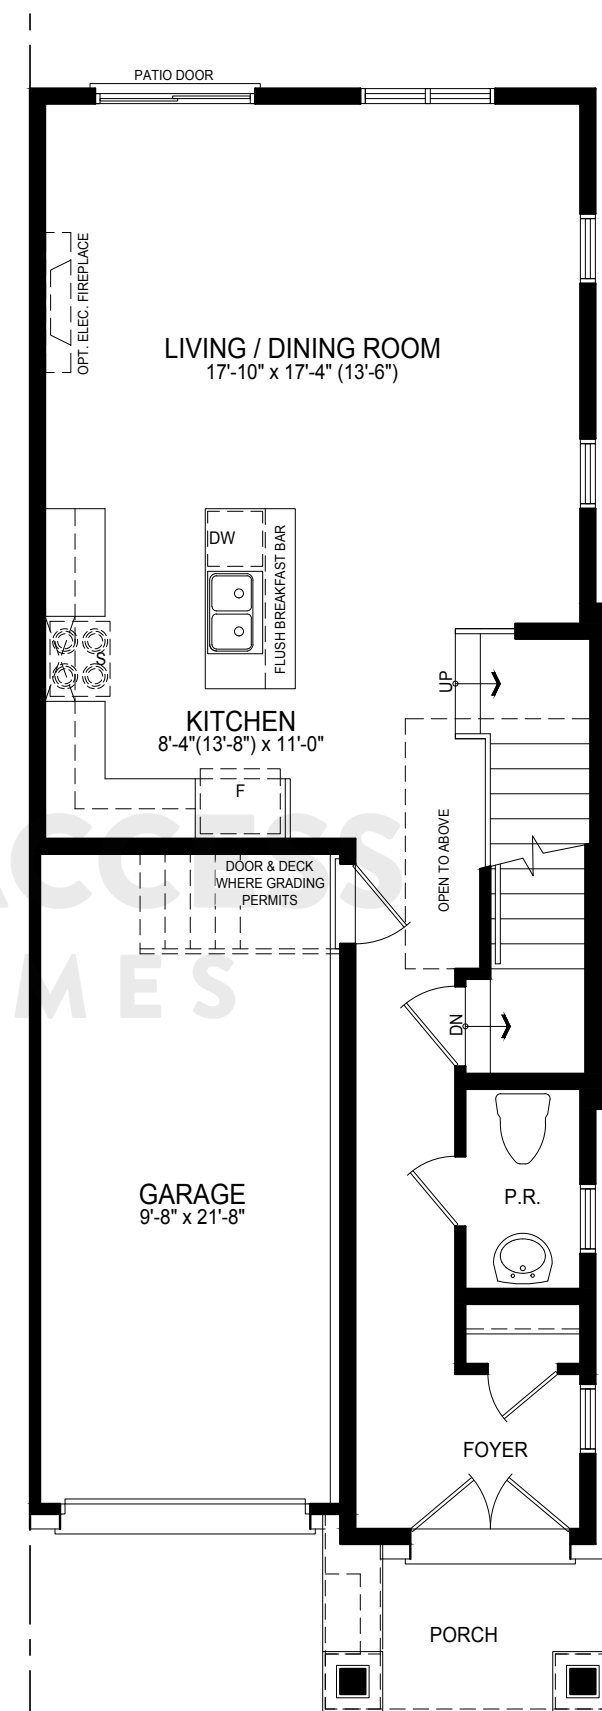 PATIO DOOR
OPT. ELEC. FIREPLACE
LIVING / DINING ROOM
17'-10" x 17'-4" (13'-6")
DW
FLUSH BREAKFAST BAR
S
UP
KITCHEN
8'-4"(13'-8") x 11'-0"
F
OPEN TO ABOVE
ACCESS
DOOR & DECK
WHERE GRADING
PERMITS
MES
DN
GARAGE
9'-8" x 21'-8"
P.R.
FOYER
PORCH